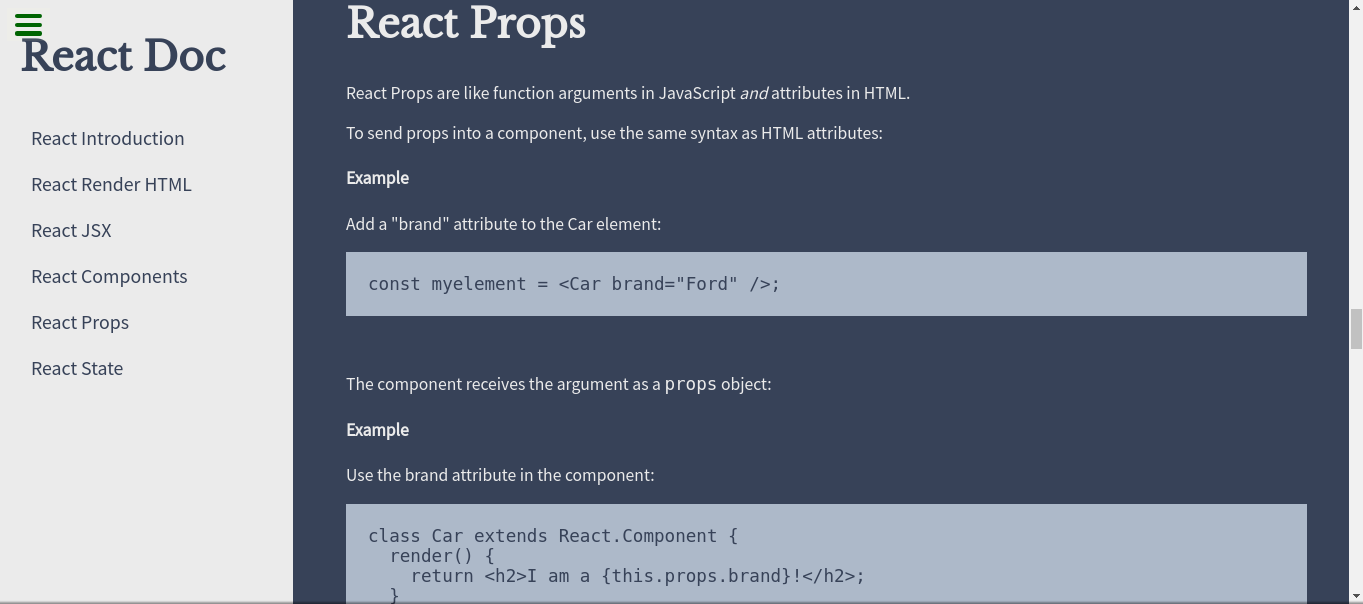 React Doc
React Introduction
React Render HTML
React JSX
React Components
React Props
React State
React Props
React Props are like function arguments in JavaScript and attributes in HTML.
To send props into a component, use the same syntax as HTML attributes:
Example
Add a "brand" attribute to the Car element:
const myelement = <Car brand="Ford" />;
The component receives the argument as a props object:
Example
Use the brand attribute in the component:
class Car extends React.Component {
  render() {
    return <h2>I am a {this.props.brand}!</h2>;
  }